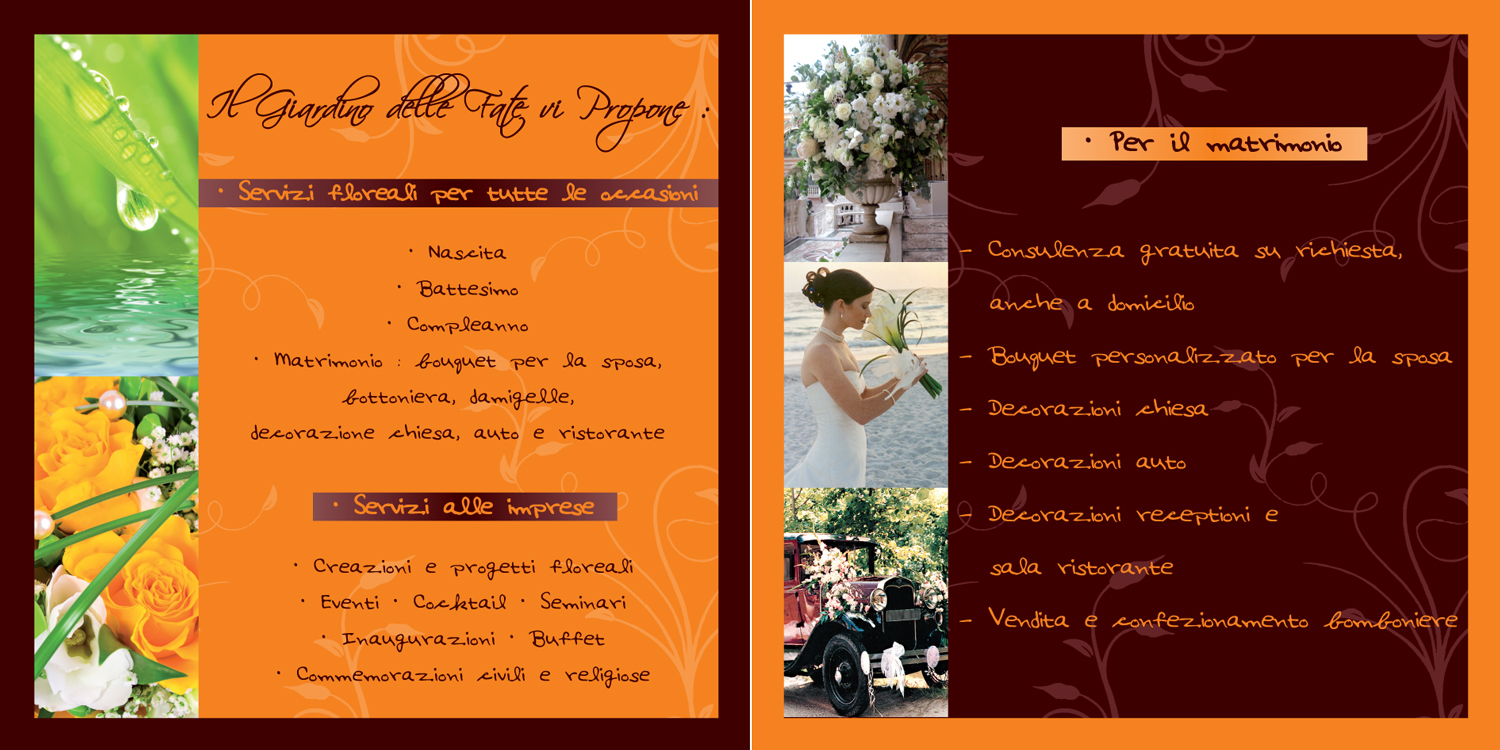 Il Giardino delle Fate vi Propone :
• Servizi floreali per tutte le occasioni
• Nascita
• Battesimo
• Compleanno
• Matrimonio : bouquet per la sposa,
bottoniera, damigelle,
decorazione chiesa, auto e ristorante
• Servizi alle imprese
• Creazioni e progetti floreali
• Eventi • Cocktail • Seminari
• Inaugurazioni • Buffet
• Commemorazioni civili e religiose
• Per il matrimonio
- Consulenza gratuita su richiesta,
anche a domicilio
- Bouquet personalizzato per la sposa
- Decorazioni chiesa
- Decorazioni auto
- Decorazioni receptioni e
sala ristorante
- Vendita e confezionamento bomboniere